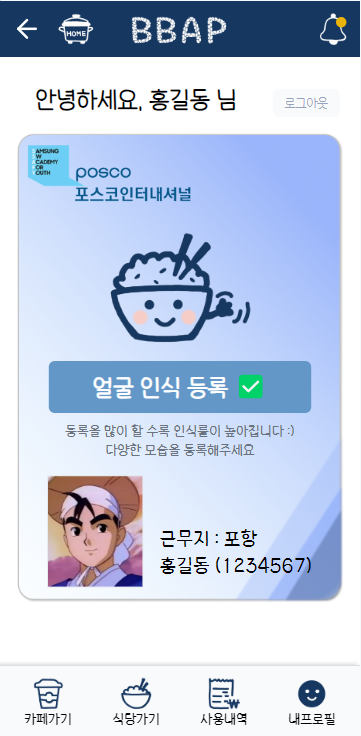 HOME
BBAP
안녕하세요, 홍길동 님
로그아웃
AMSUNG
W
CADEMY
OR
OUTH
posco
포스코인터내셔널
얼굴 인식 등록
등록을 많이 할 수록 인식률이 높아집니다 :)
다양한 모습을 등록해주세요
근무지 : 포항
홍길동 (1234567)
카페가기
식당가기
사용내역
내프로필